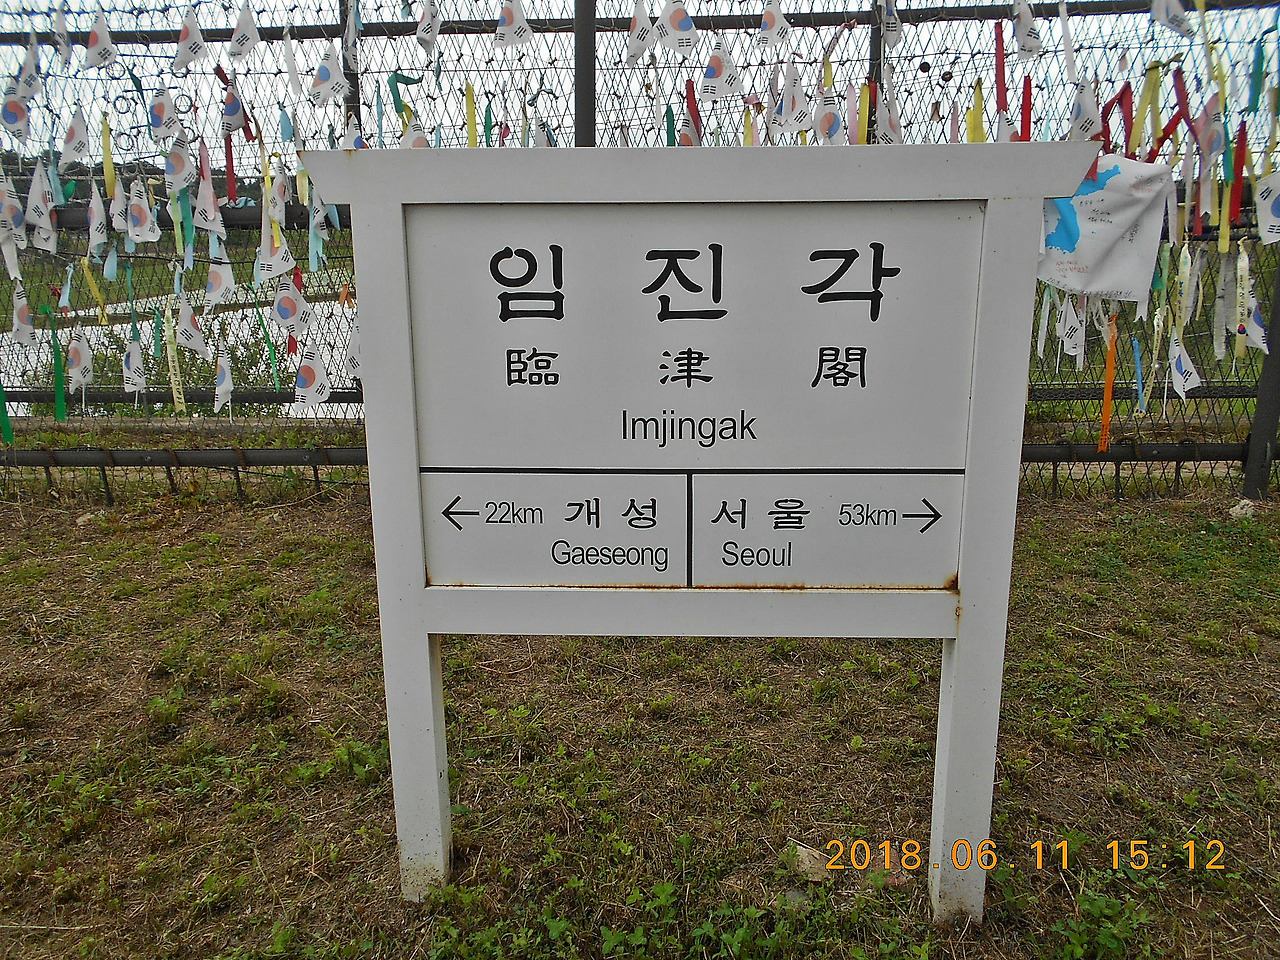 임진각
臨津閣
Imjingak
←22km 개성
Gaeseong
서울 53km→
Seoul
2018.06.11 15:12